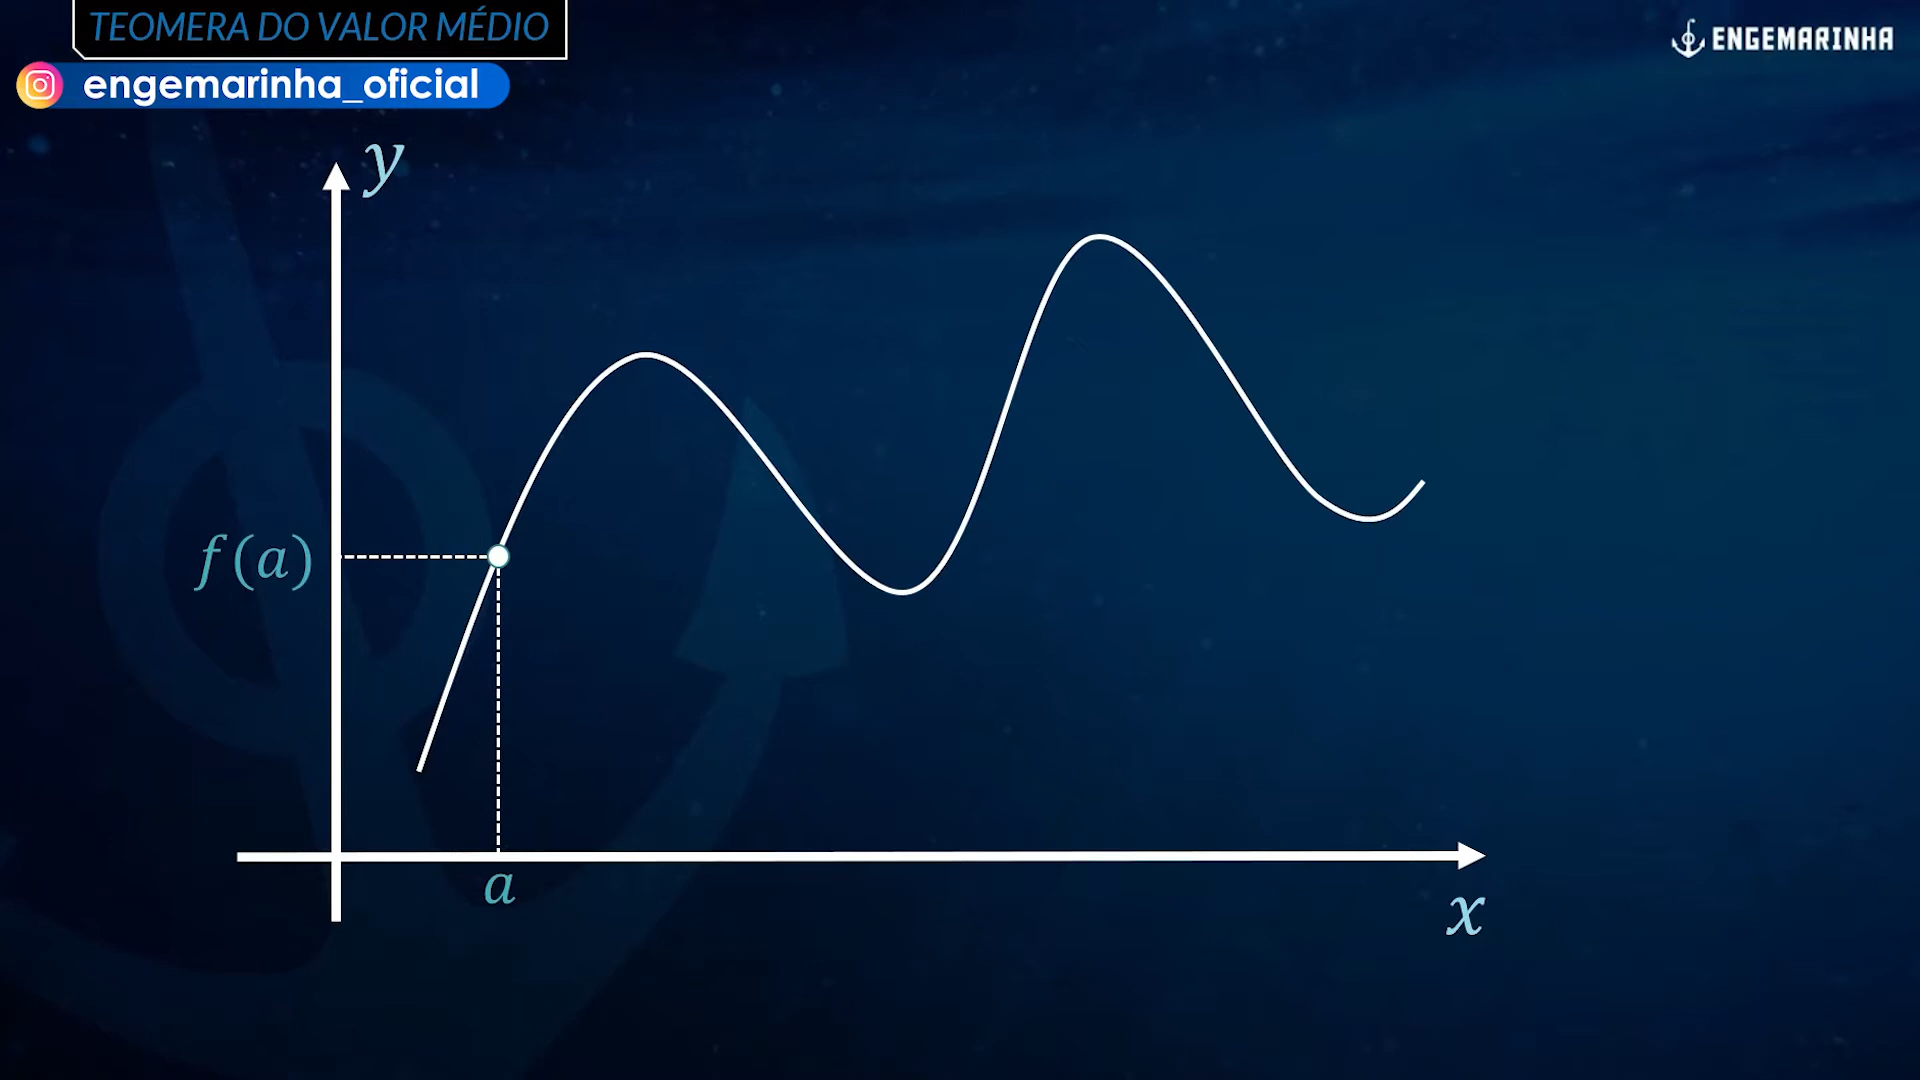 TEOMERA DO VALOR MÉDIO
ENGEMARINHA
engemarinha_oficial
y
f(a)
a
x